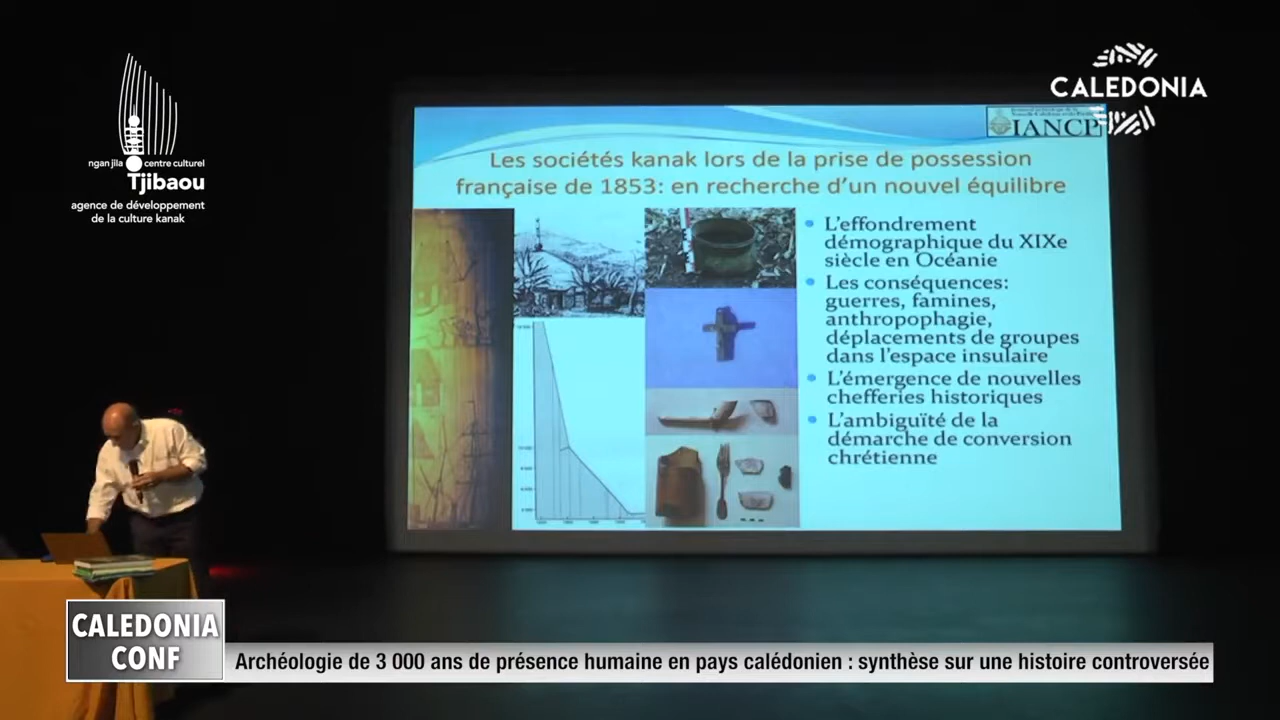 ngan jila
centre culturel
Tjibaou
agence de développement
de la culture kanak
CALEDONIA
IANCP
Les sociétés kanak lors de la prise de possession
française de 1853: en recherche d'un nouvel équilibre
• L'effondrement
démographique du XIXe
siècle en Océanie
• Les conséquences:
guerres, famines,
anthropophagie,
déplacements de groupes
dans l'espace insulaire
• L'émergence de nouvelles
chefferies historiques
• L'ambiguïté de la
démarche de conversion
chrétienne
CALEDONIA
CONF
Archéologie de 3 000 ans de présence humaine en pays calédonien : synthèse sur une histoire controversée